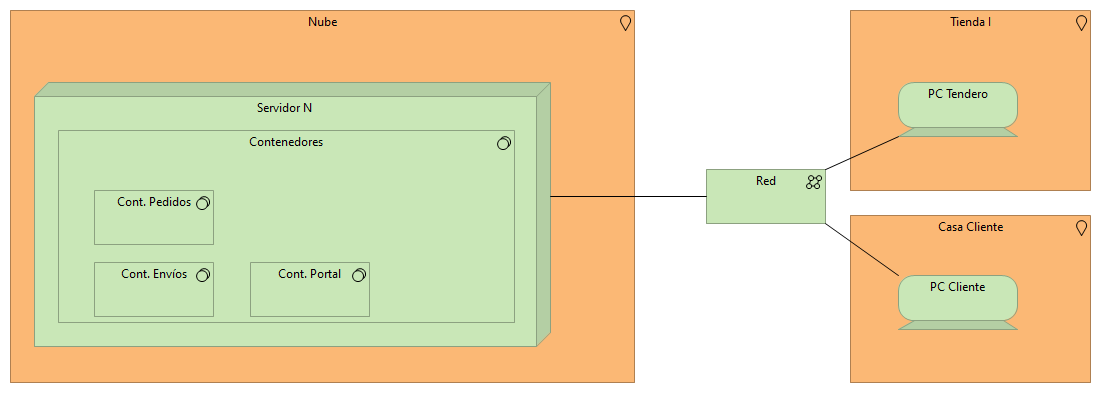 Nube
Servidor N
Contenedores
Cont. Pedidos
Cont. Envíos
Cont. Portal
Red
Tienda I
PC Tendero
Casa Cliente
PC Cliente